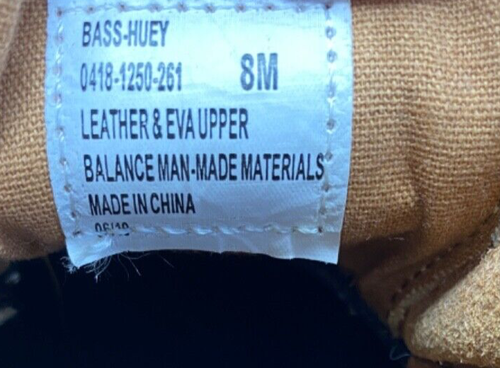 BASS-HUEY
0418-1250-261 8M
LEATHER & EVA UPPER
BALANCE MAN-MADE MATERIALS
MADE IN CHINA